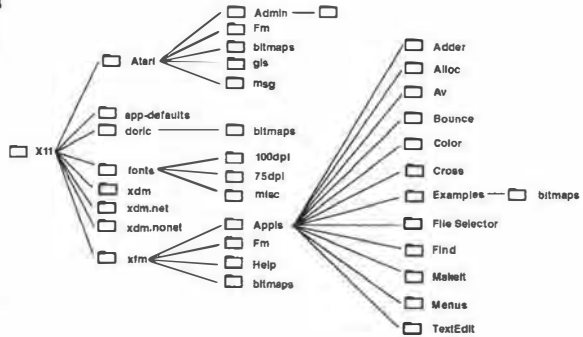 Admin
Fm
Atari
bitmaps
gis
msg
app-defaults
doric
bitmaps
X11
fonts
100dpi
75dpi
misc
xdm
xdm.net
xdm.nonet
xfm
Appls
Fm
Help
bitmaps
Adder
Alloc
Av
Bounce
Color
Cross
Examples
bitmaps
File Selector
Find
MakeIt
Menus
TextEdit